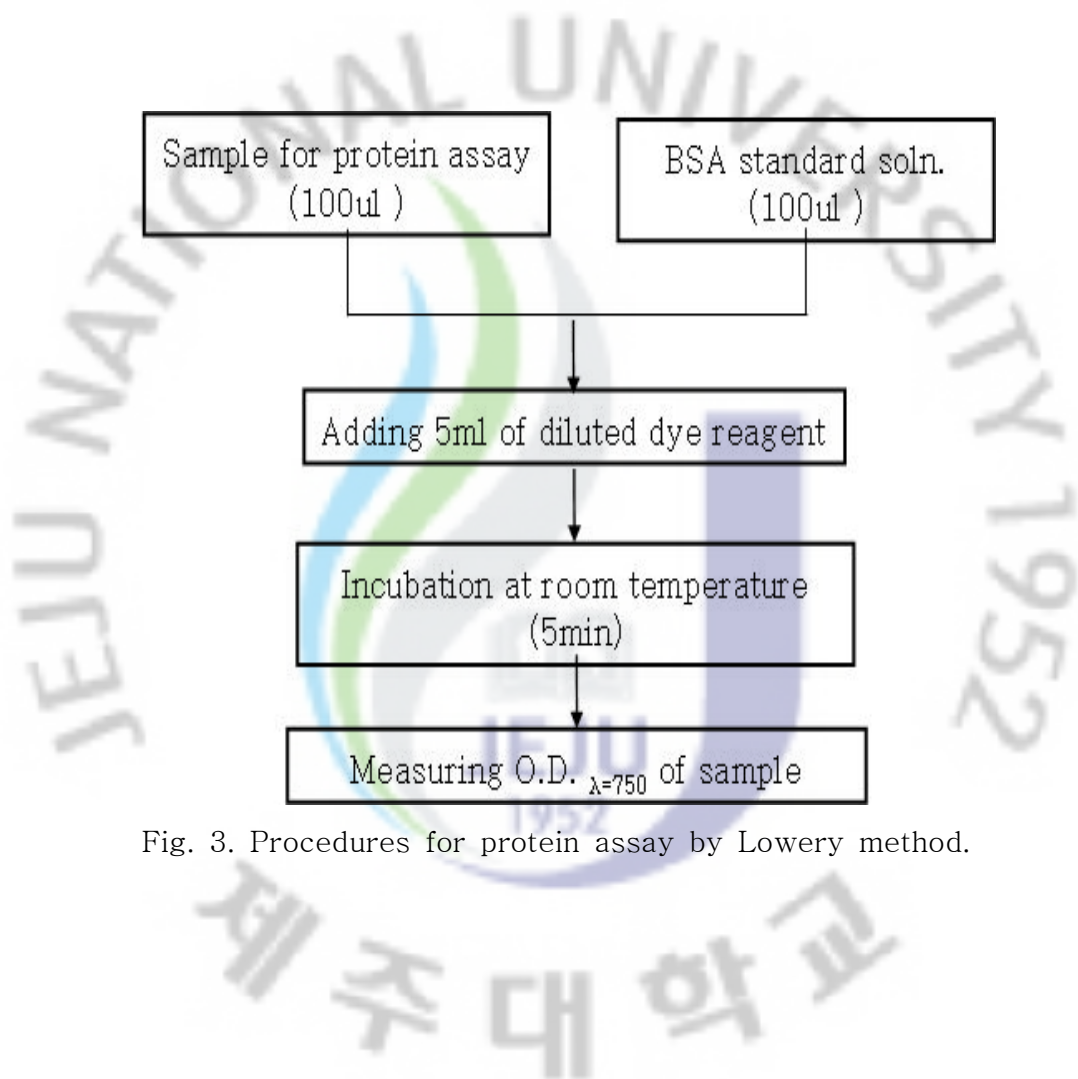 JEJU NATIONAL UNIVERSITY 1952
Sample for protein assay
(100ul )
BSA standard soln.
(100ul )
Adding 5ml of diluted dye reagent
Incubation at room temperature
(5min)
Measuring O.D. λ=750 of sample
JEJU
1952
Fig. 3. Procedures for protein assay by Lowery method.
제주대학교